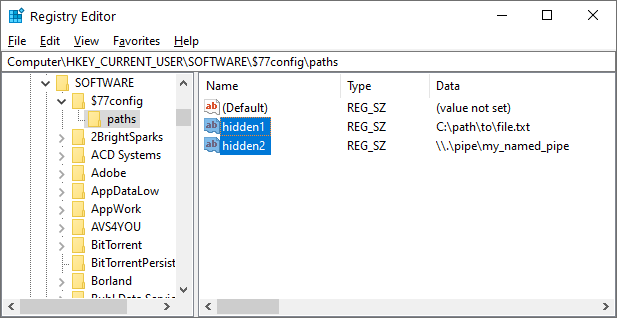 Registry Editor
File Edit View Favorites Help
Computer\HKEY_CURRENT_USER\SOFTWARE\$77config\paths
SOFTWARE
$77config
paths
2BrightSparks
ACD Systems
Adobe
AppDataLow
AppWork
AVS4YOU
BitTorrent
BitTorrentPersist
Borland
Name Type Data
(Default) REG_SZ (value not set)
hidden1 REG_SZ C:\path\to\file.txt
hidden2 REG_SZ \\.\pipe\my_named_pipe